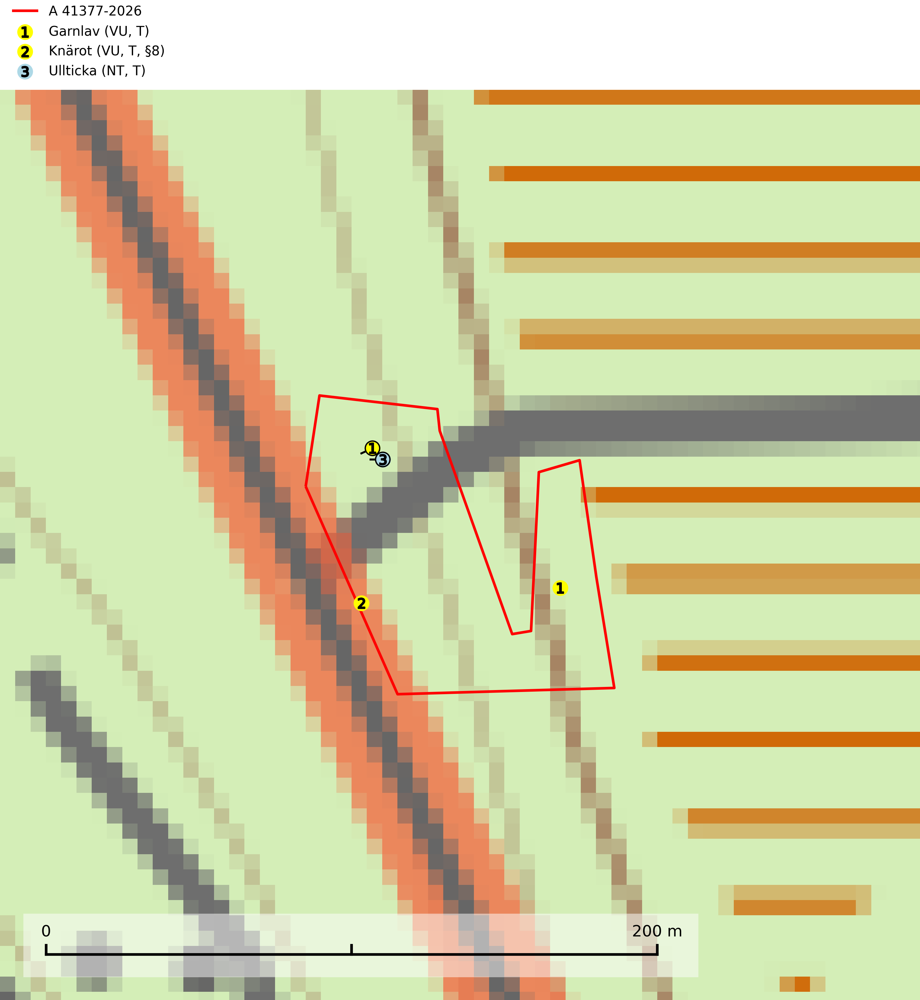 A 41377-2026
1 Garnlav (VU, T)
2 Knärot (VU, T, §8)
3 Ullticka (NT, T)
1
3
1
2
0 200 m